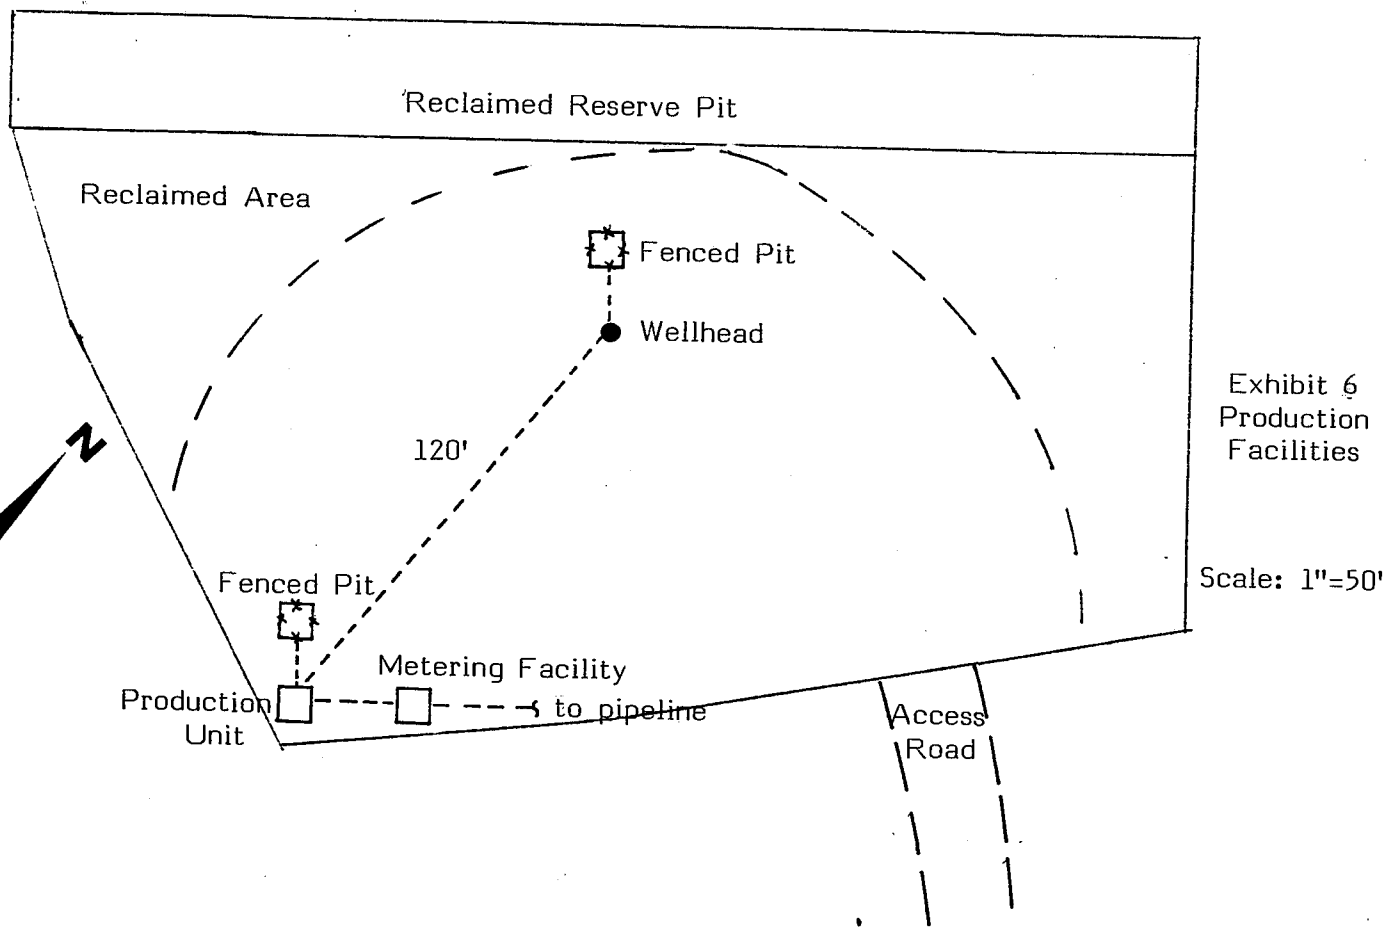 Reclaimed Reserve Pit
Reclaimed Area
Fenced Pit
Wellhead
Exhibit 6
Production
Facilities
N
120'
Scale: 1"=50'
Fenced Pit
Metering Facility
Production
Unit
to pipeline
Access
Road